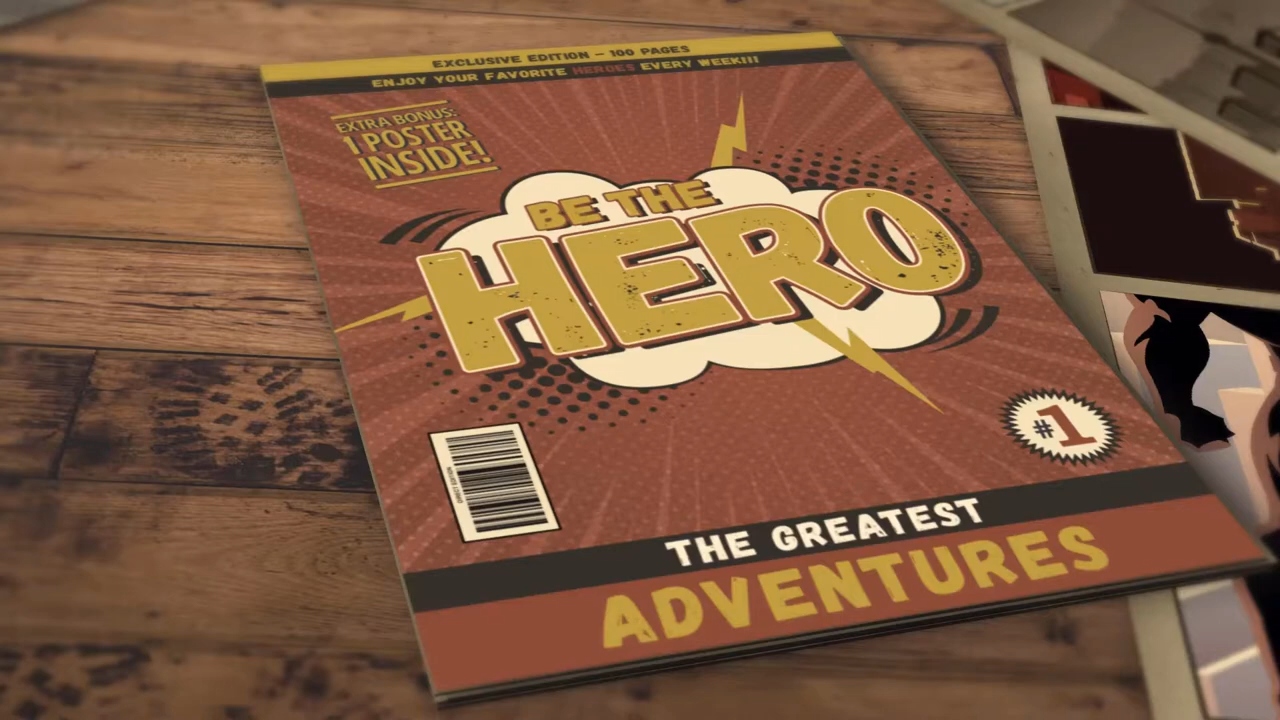 EXCLUSIVE EDITION – 100 PAGES
ENJOY YOUR FAVORITE HEROES EVERY WEEK!!!
EXTRA BONUS:
1 POSTER
INSIDE!
BE THE
HERO
#1
THE GREATEST
ADVENTURES